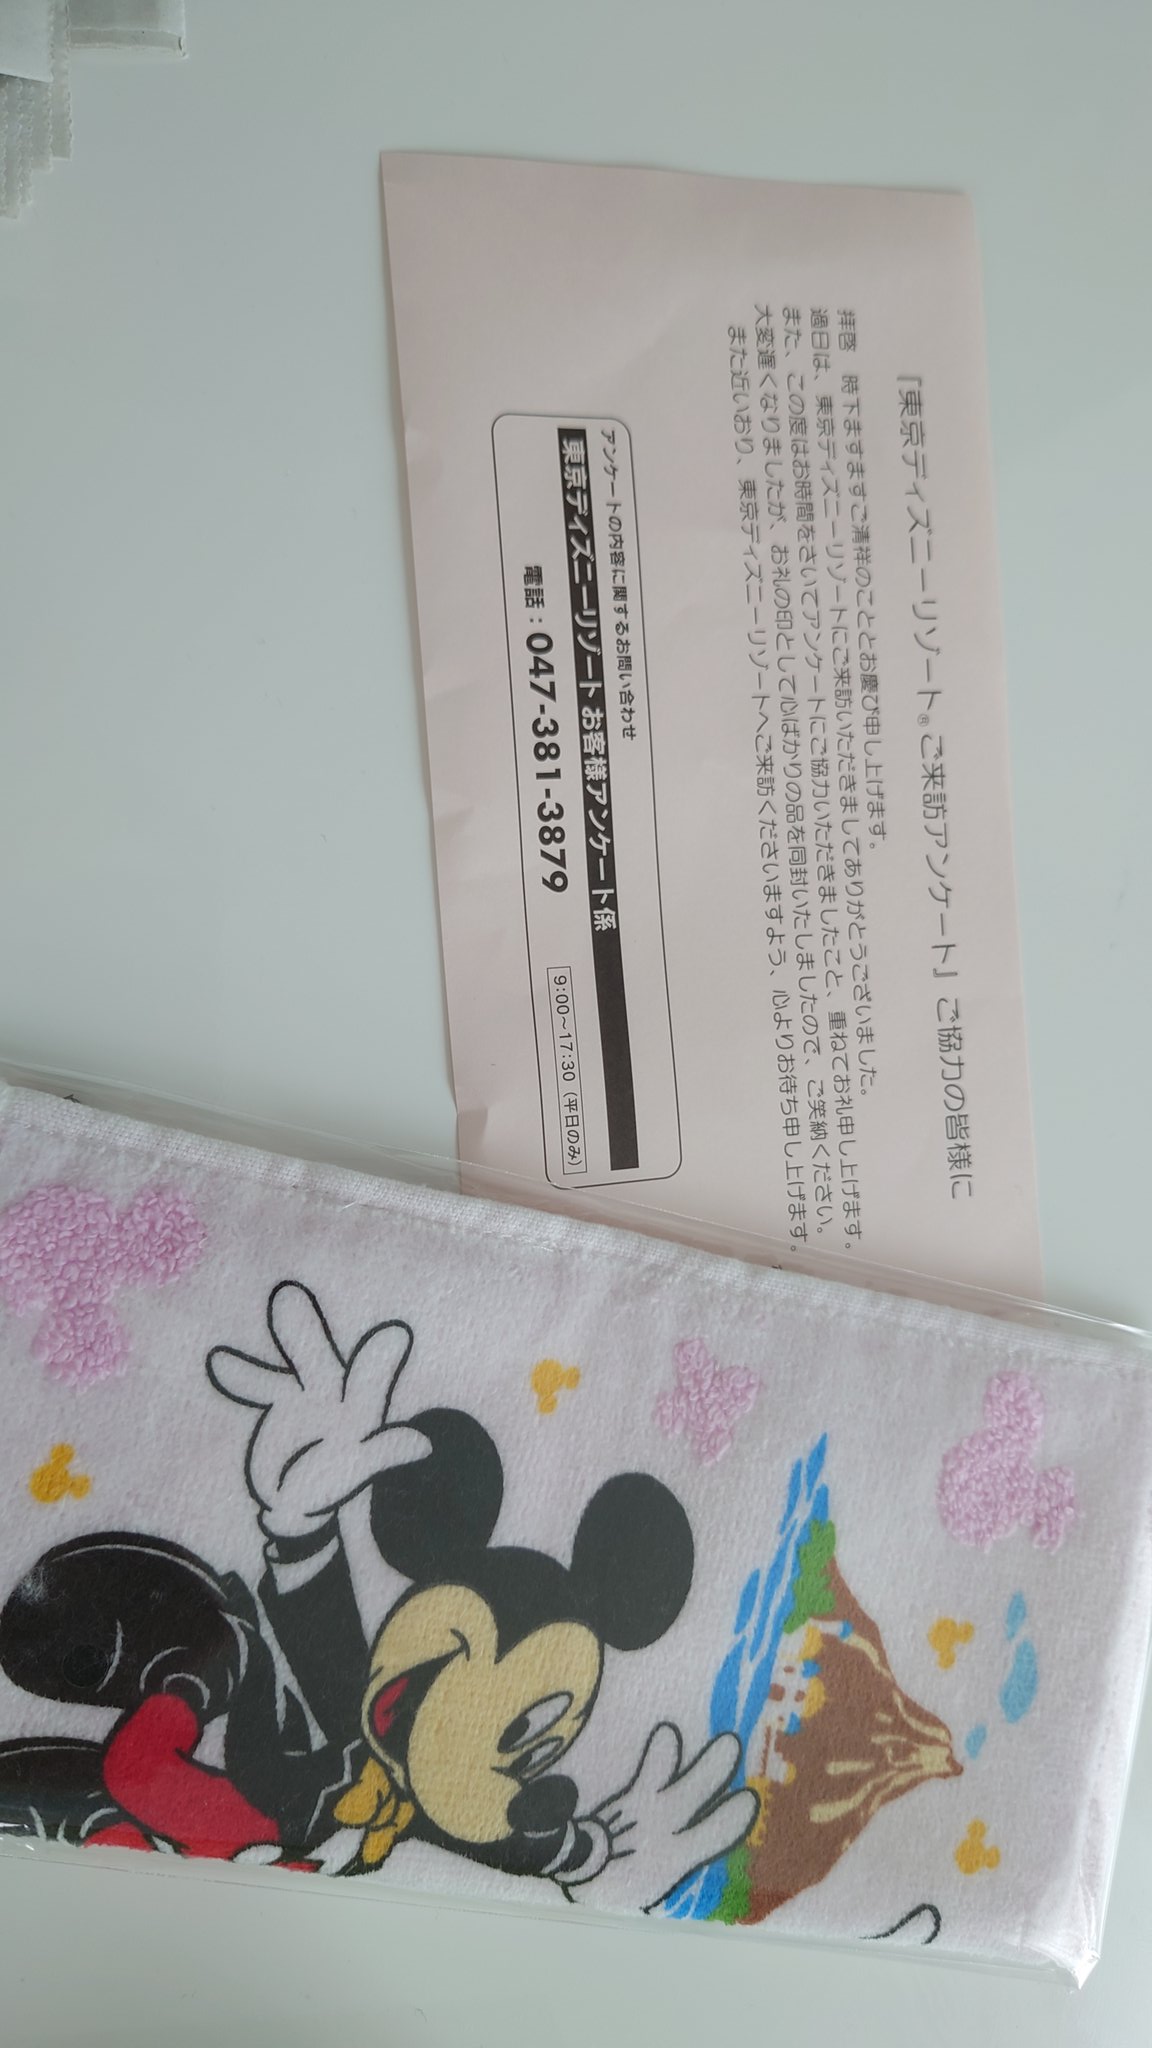 「東京ディズニーリゾート®ご来訪アンケート」ご協力の皆様に
拝啓　時下ますますご清祥のこととお慶び申し上げます。
過日は、東京ディズニーリゾートにご来訪いただきましてありがとうございました。
また、この度はお時間をさいてアンケートにご協力いただきましたこと、重ねてお礼申し上げます。
大変遅くなりましたが、お礼の印として心ばかりの品を同封いたしましたので、ご笑納ください。
また近いおり、東京ディズニーリゾートへご来訪くださいますよう、心よりお待ち申し上げます。
アンケートの内容に関するお問い合わせ
東京ディズニーリゾート お客様アンケート係
電話：047-381-3879 9:00～17:30（平日のみ）